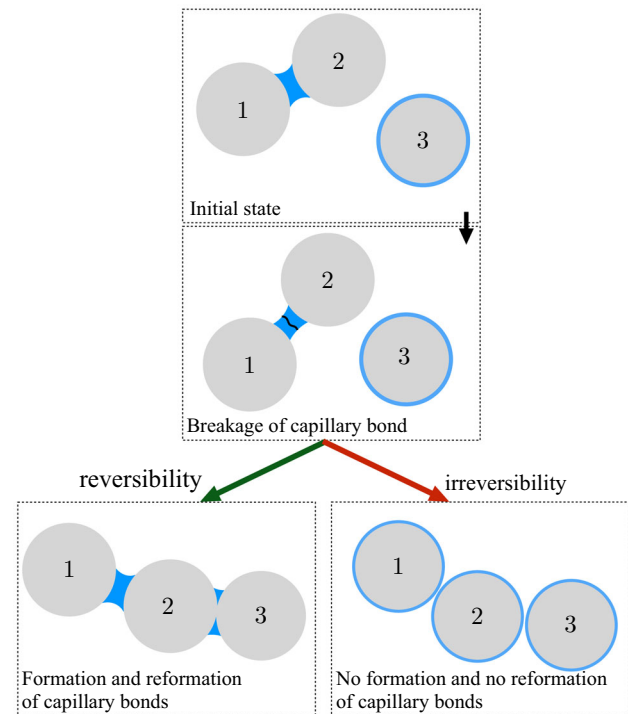 2
1
3
Initial state
2
1
3
Breakage of capillary bond
reversibility
irreversibility
1
2
3
Formation and reformation
of capillary bonds
1
2
3
No formation and no reformation
of capillary bonds